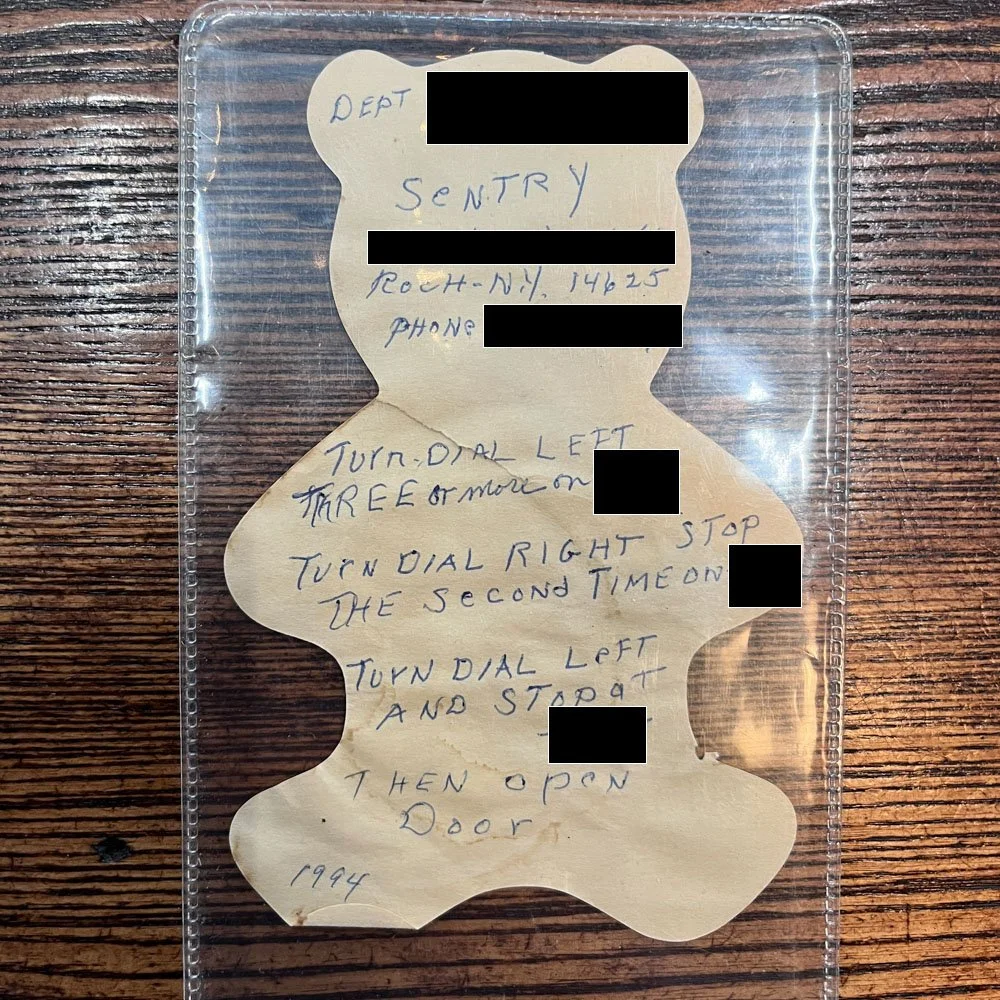 DEPT
SeNTRY
RocH-N.Y. 14625
PHONe
TUrn DIAL LEFT
THREE or more on
TUrN DIAL RIGHT STOP
THE SecoNd TIME ON
TUrN DIAL LeFT
AND STOP aT
THEN open
Door
1994